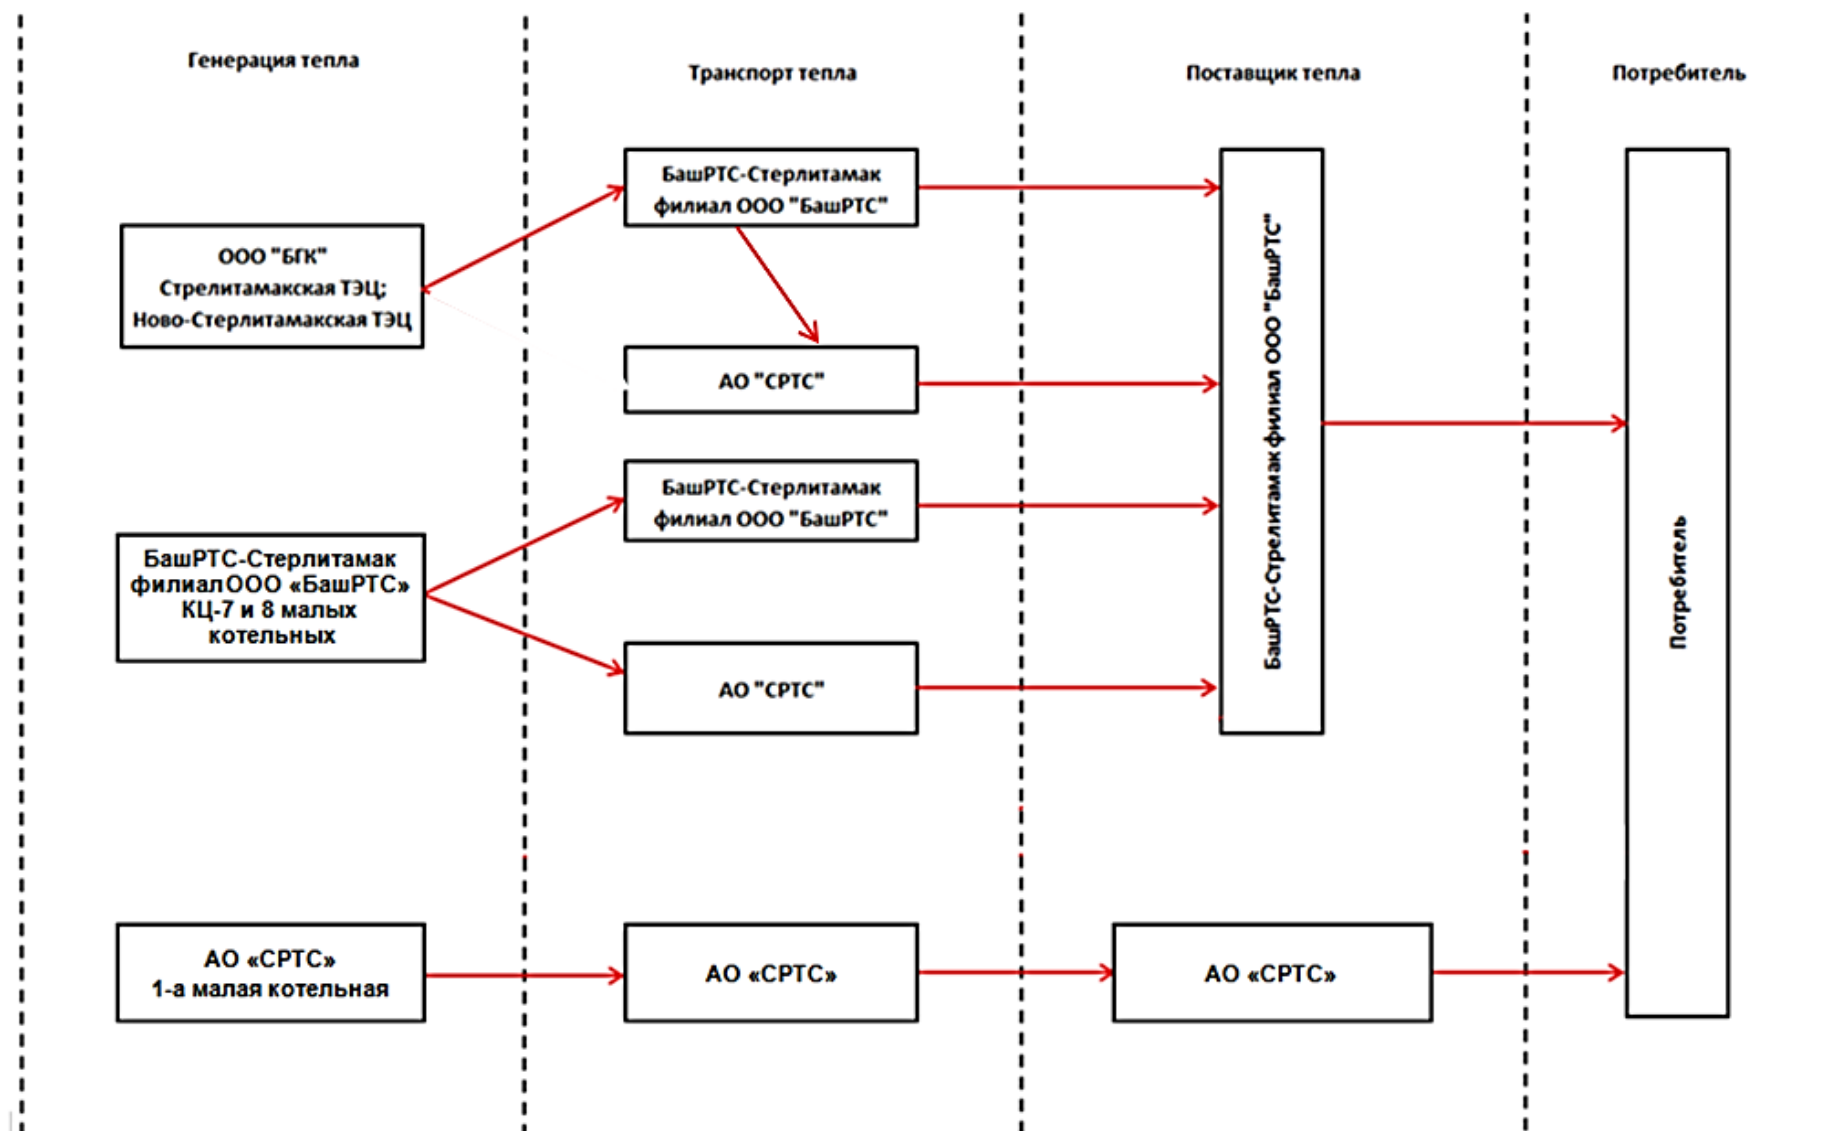 Генерация тепла
Транспорт тепла
Поставщик тепла
Потребитель
ООО "БГК"
Стрелитамакская ТЭЦ;
Ново-Стерлитамакская ТЭЦ
БашРТС-Стерлитамак
филиал ООО "БашРТС"
АО "СРТС"
БашРТС-Стерлитамак
филиал ООО «БашРТС»
КЦ-7 и 8 малых
котельных
БашРТС-Стерлитамак
филиал ООО "БашРТС"
АО "СРТС"
БашРТС-Стрелитамак филиал ООО "БашРТС"
Потребитель
АО «СРТС»
1-а малая котельная
АО «СРТС»
АО «СРТС»